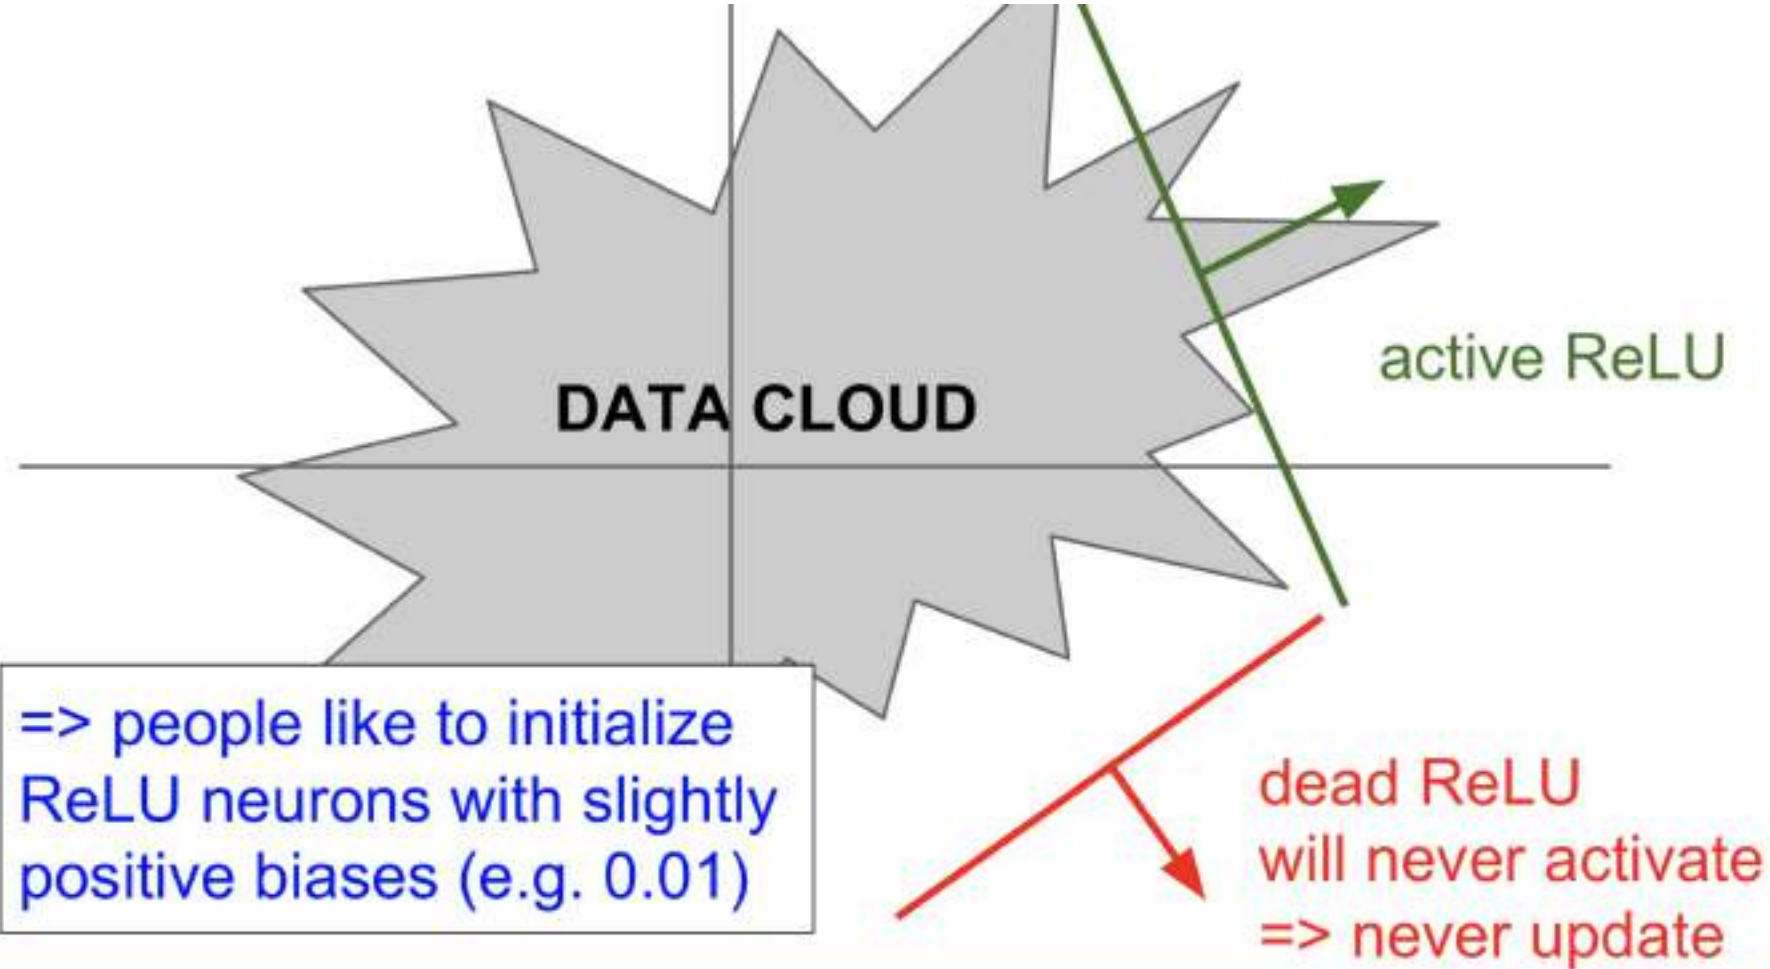 active ReLU
DATA CLOUD
=> people like to initialize
ReLU neurons with slightly
positive biases (e.g. 0.01)
dead ReLU
will never activate
=> never update